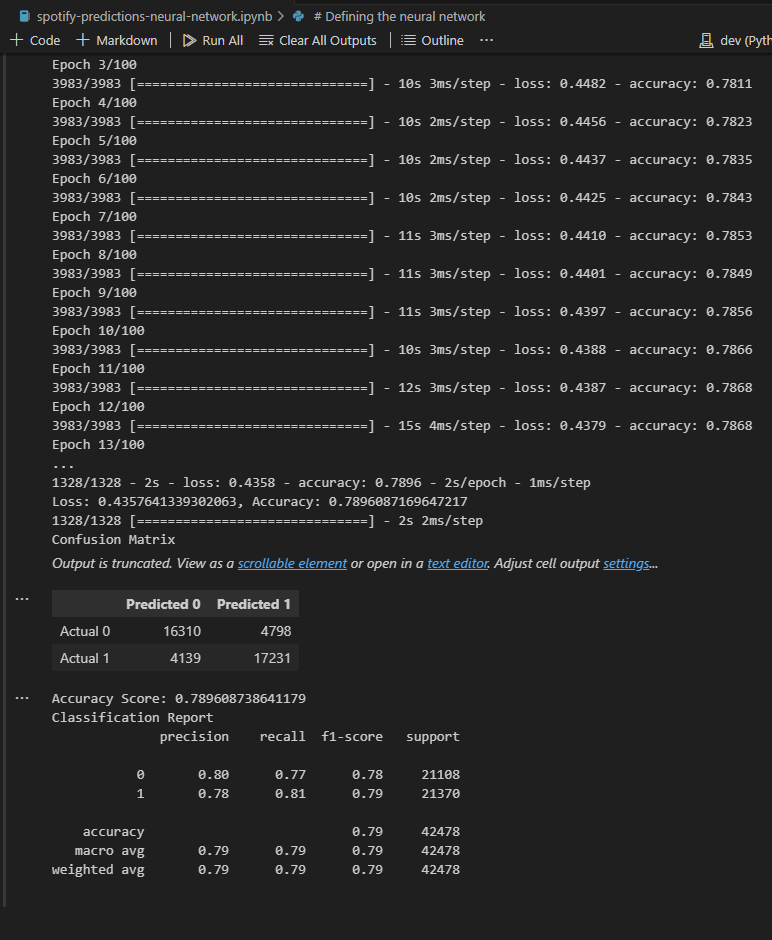 spotify-predictions-neural-network.ipynb > # Defining the neural network
+ Code + Markdown | Run All Clear All Outputs | Outline ... dev (Pyth
Epoch 3/100
3983/3983 [==============================] - 10s 3ms/step - loss: 0.4482 - accuracy: 0.7811
Epoch 4/100
3983/3983 [==============================] - 10s 2ms/step - loss: 0.4456 - accuracy: 0.7823
Epoch 5/100
3983/3983 [==============================] - 10s 2ms/step - loss: 0.4437 - accuracy: 0.7835
Epoch 6/100
3983/3983 [==============================] - 10s 2ms/step - loss: 0.4425 - accuracy: 0.7843
Epoch 7/100
3983/3983 [==============================] - 11s 3ms/step - loss: 0.4410 - accuracy: 0.7853
Epoch 8/100
3983/3983 [==============================] - 11s 3ms/step - loss: 0.4401 - accuracy: 0.7849
Epoch 9/100
3983/3983 [==============================] - 11s 3ms/step - loss: 0.4397 - accuracy: 0.7856
Epoch 10/100
3983/3983 [==============================] - 10s 3ms/step - loss: 0.4388 - accuracy: 0.7866
Epoch 11/100
3983/3983 [==============================] - 12s 3ms/step - loss: 0.4387 - accuracy: 0.7868
Epoch 12/100
3983/3983 [==============================] - 15s 4ms/step - loss: 0.4379 - accuracy: 0.7868
Epoch 13/100
...
1328/1328 - 2s - loss: 0.4358 - accuracy: 0.7896 - 2s/epoch - 1ms/step
Loss: 0.4357641339302063, Accuracy: 0.7896087169647217
1328/1328 [==============================] - 2s 2ms/step
Confusion Matrix
Output is truncated. View as a scrollable element or open in a text editor. Adjust cell output settings...
...
Predicted 0 Predicted 1
Actual 0 16310 4798
Actual 1 4139 17231
... Accuracy Score: 0.789608738641179
Classification Report
precision recall f1-score support
0 0.80 0.77 0.78 21108
1 0.78 0.81 0.79 21370
accuracy 0.79 42478
macro avg 0.79 0.79 0.79 42478
weighted avg 0.79 0.79 0.79 42478